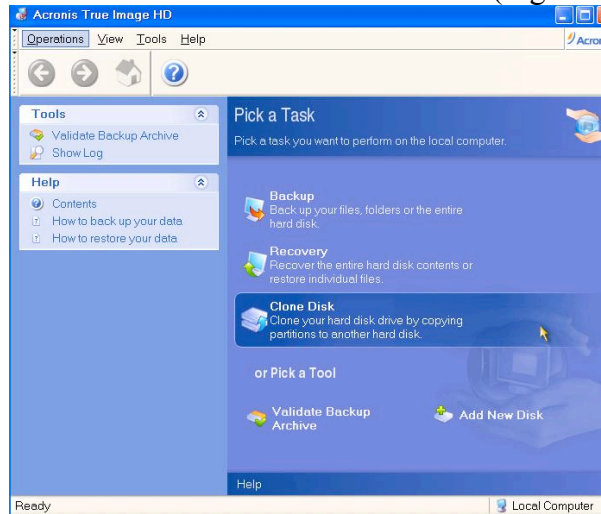 Acronis True Image HD
Operations View Tools Help
Tools
Validate Backup Archive
Show Log
Help
Contents
How to back up your data
How to restore your data
Pick a Task
Pick a task you want to perform on the local computer.
Backup
Back up your files, folders or the entire
hard disk.
Recovery
Recover the entire hard disk contents or
restore individual files.
Clone Disk
Clone your hard disk drive by copying
partitions to another hard disk.
or Pick a Tool
Validate Backup
Archive
Add New Disk
Help
Ready
Local Computer